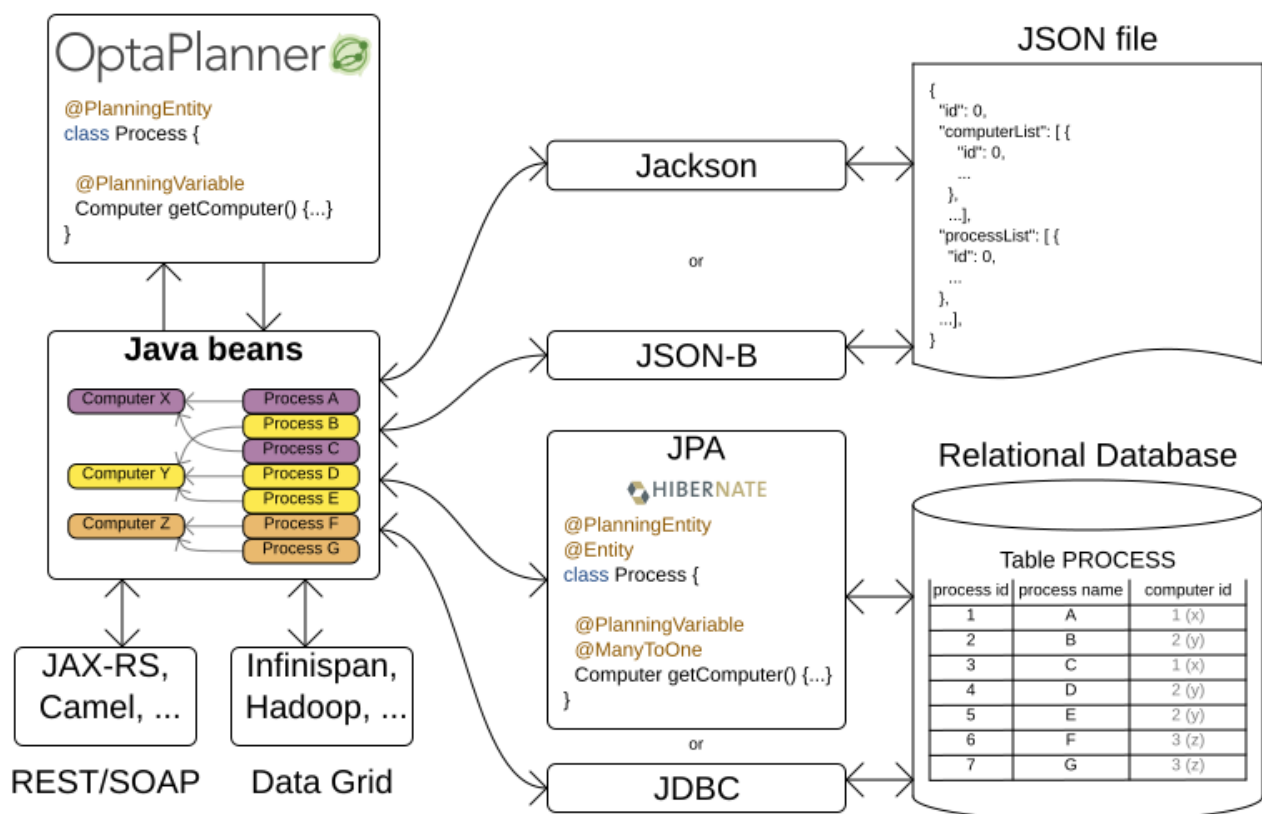 OptaPlanner
@PlanningEntity
class Process {
@PlanningVariable
Computer getComputer() {...}
}
Java beans
Computer X
Process A
Process B
Process C
Computer Y
Process D
Process E
Computer Z
Process F
Process G
JAX-RS,
Camel, ...
REST/SOAP
Infinispan,
Hadoop, ...
Data Grid
Jackson
or
JSON-B
JPA
HIBERNATE
@PlanningEntity
@Entity
class Process {
@PlanningVariable
@ManyToOne
Computer getComputer() {...}
}
or
JDBC
JSON file
{
"id": 0,
"computerList": [ {
"id": 0,
...
},
...],
"processList": [ {
"id": 0,
...
},
...],
}
Relational Database
Table PROCESS
process id process name computer id
1 A 1 (x)
2 B 2 (y)
3 C 1 (x)
4 D 2 (y)
5 E 2 (y)
6 F 3 (z)
7 G 3 (z)